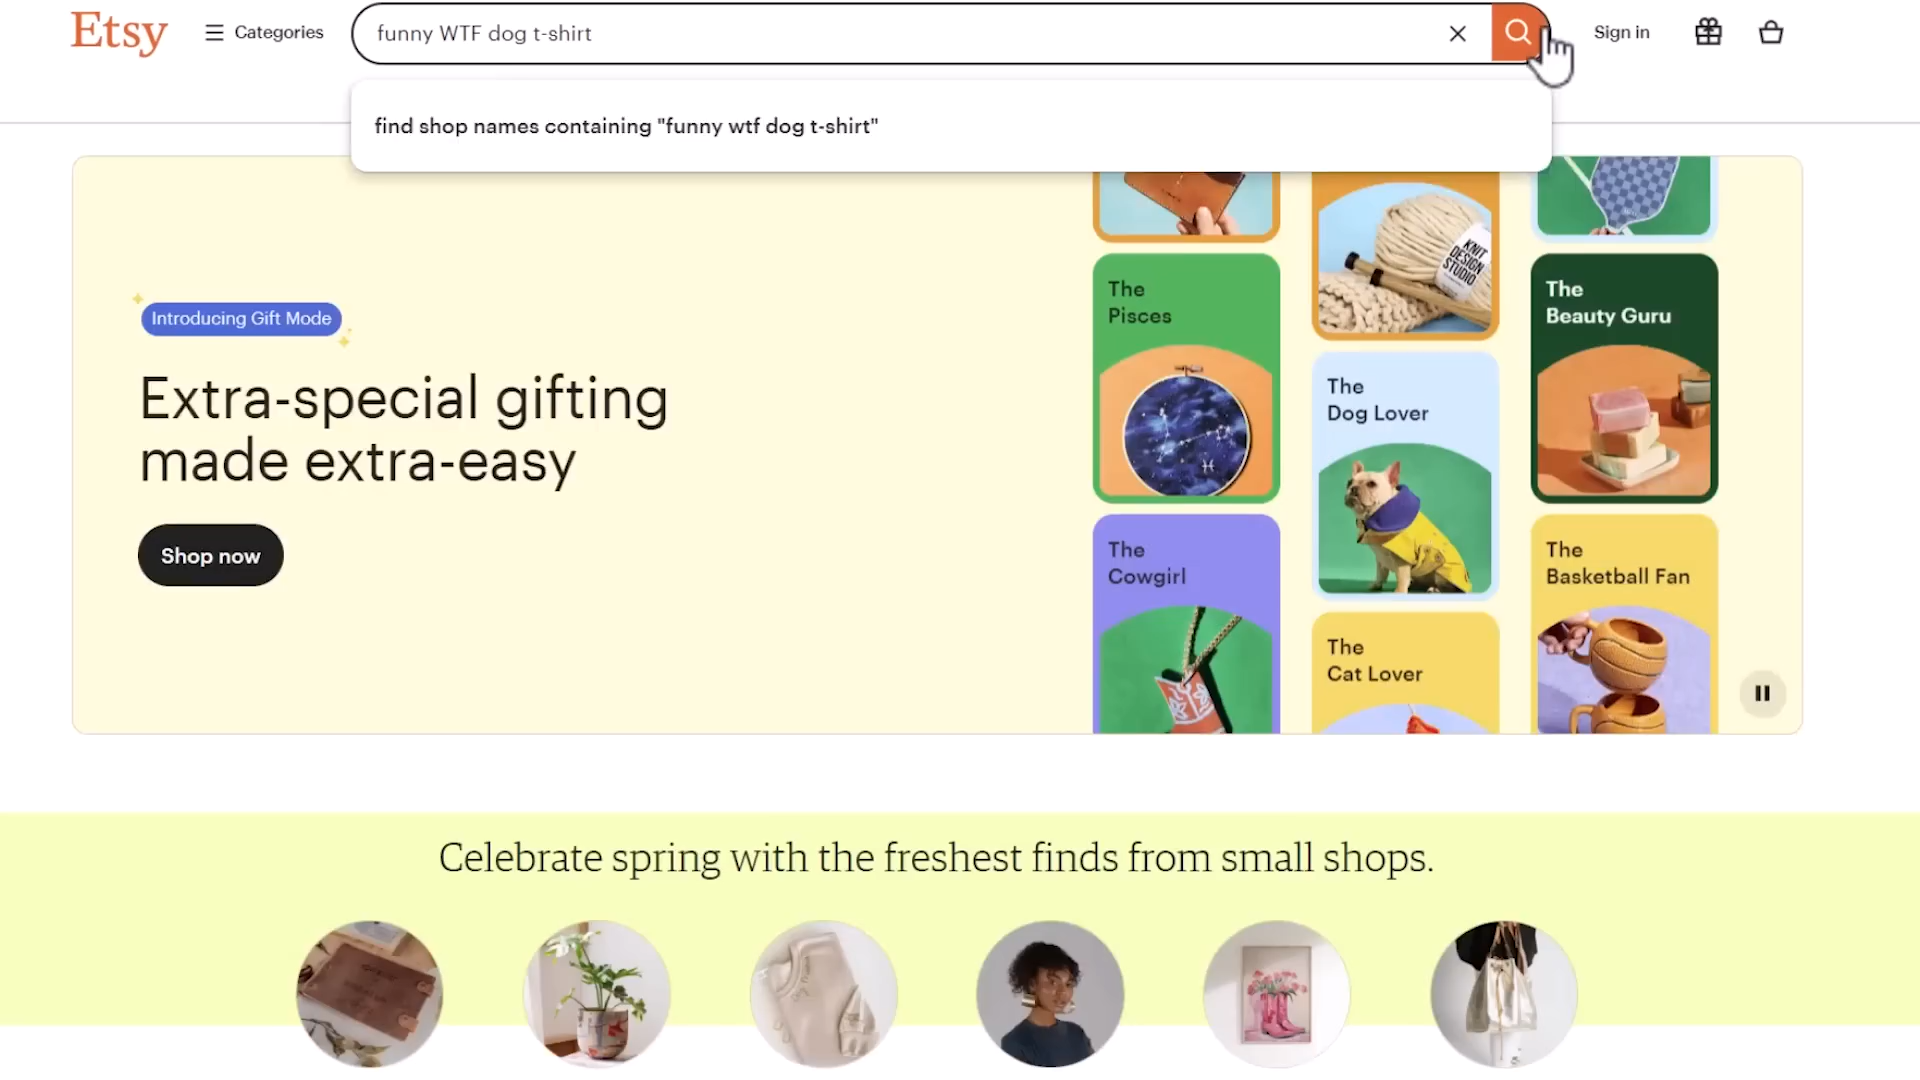 Etsy
Categories
funny WTF dog t-shirt
Sign in
find shop names containing "funny wtf dog t-shirt"
Introducing Gift Mode
Extra-special gifting
made extra-easy
Shop now
The
Pisces
The
Cowgirl
KNIT
DESIGN
STUDIO
The
Dog Lover
The
Cat Lover
The
Beauty Guru
The
Basketball Fan
Celebrate spring with the freshest finds from small shops.